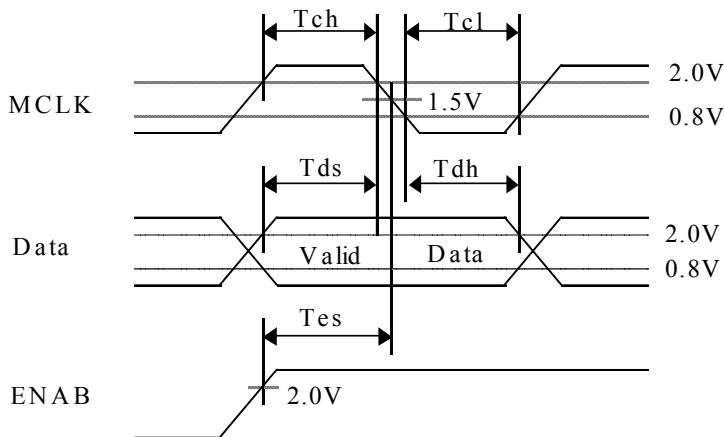 Tch Tcl
MCLK 2.0V
1.5V
0.8V
Tds Tdh
Data 2.0V
Valid Data
0.8V
Tes
ENAB 2.0V